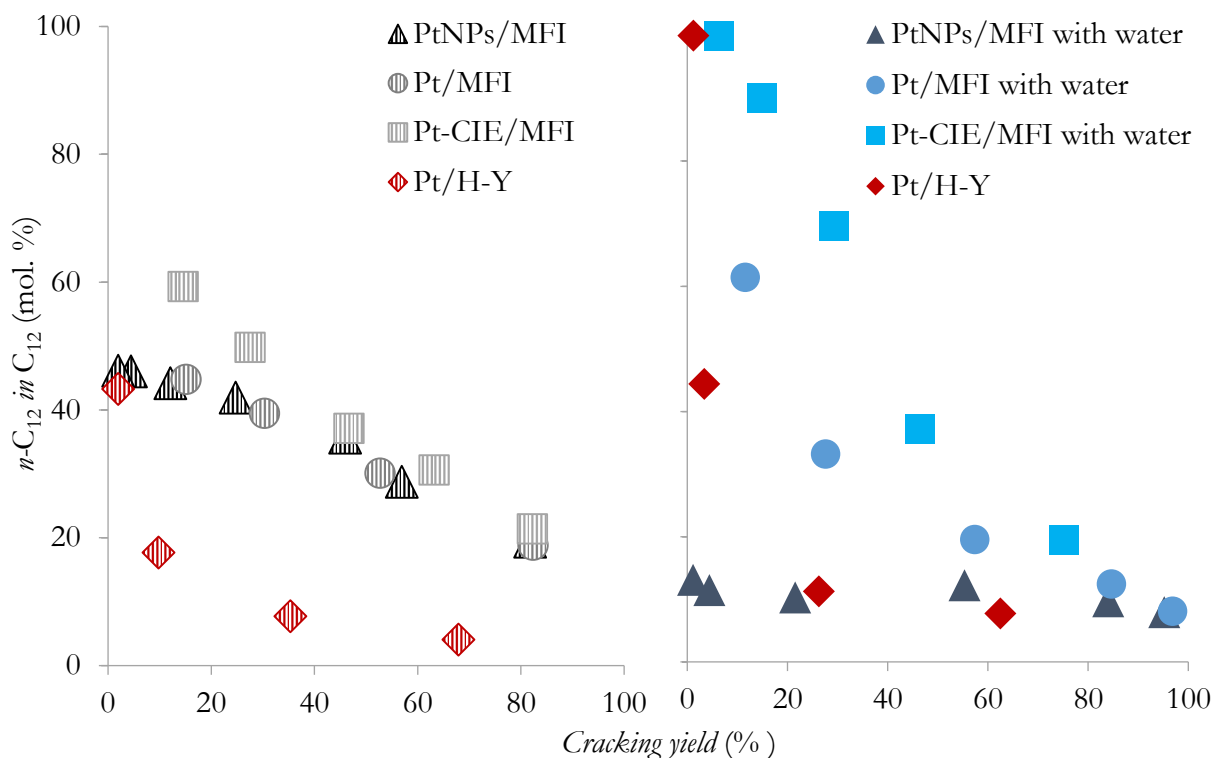 100
80
60
40
20
0
n-C12 in C12 (mol. %)
PtNPs/MFI
Pt/MFI
Pt-CIE/MFI
Pt/H-Y
PtNPs/MFI with water
Pt/MFI with water
Pt-CIE/MFI with water
Pt/H-Y
0 20 40 60 80 100
0 20 40 60 80 100
Cracking yield (% )